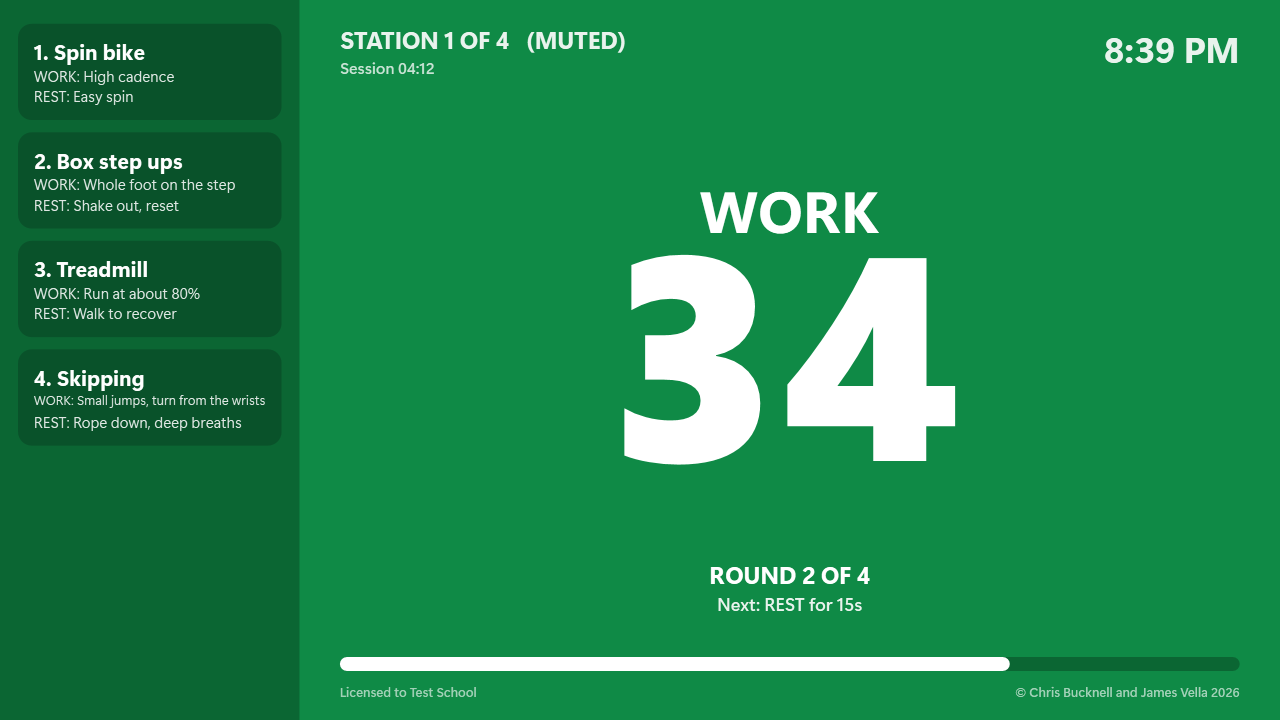 1. Spin bike
WORK: High cadence
REST: Easy spin
2. Box step ups
WORK: Whole foot on the step
REST: Shake out, reset
3. Treadmill
WORK: Run at about 80%
REST: Walk to recover
4. Skipping
WORK: Small jumps, turn from the wrists
REST: Rope down, deep breaths
STATION 1 OF 4 (MUTED)
Session 04:12
8:39 PM
WORK
34
ROUND 2 OF 4
Next: REST for 15s
Licensed to Test School
© Chris Bucknell and James Vella 2026